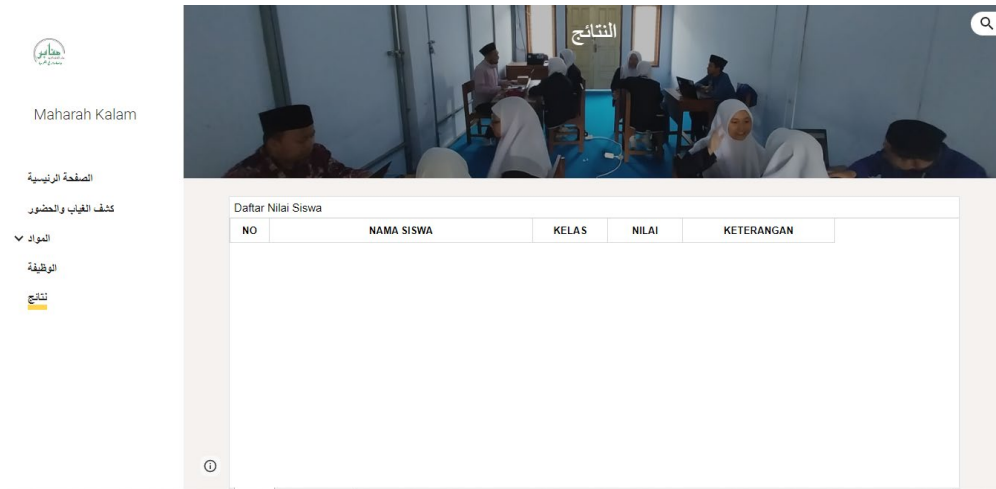 النتائج
منابر
Maharah Kalam
الصفحة الرئيسية
كشف الغياب والحضور
المواد
الوظيفة
نتائج
Daftar Nilai Siswa
NO NAMA SISWA KELAS NILAI KETERANGAN